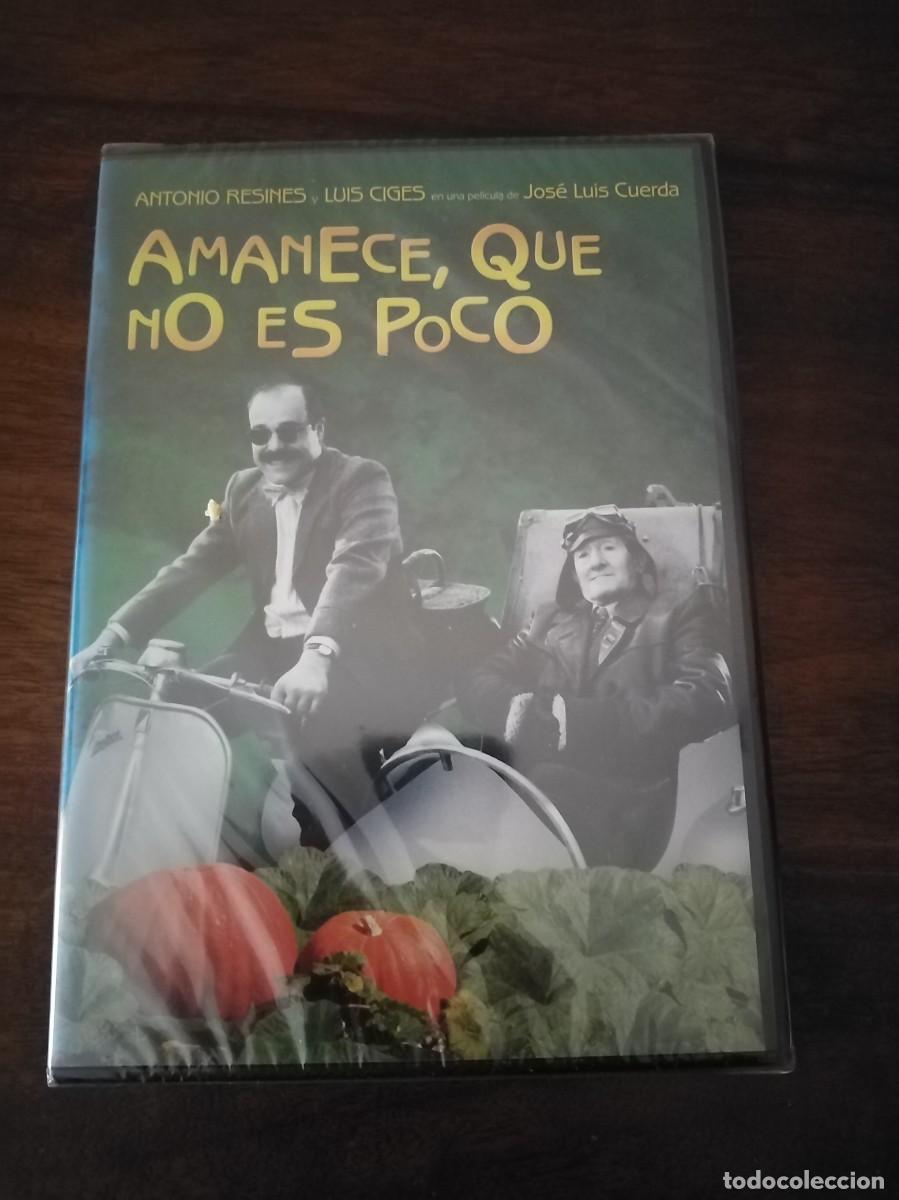 ANTONIO RESINES y LUIS CIGES en una película de José Luis Cuerda
AMANECE, QUE
NO ES POCO
todocoleccion